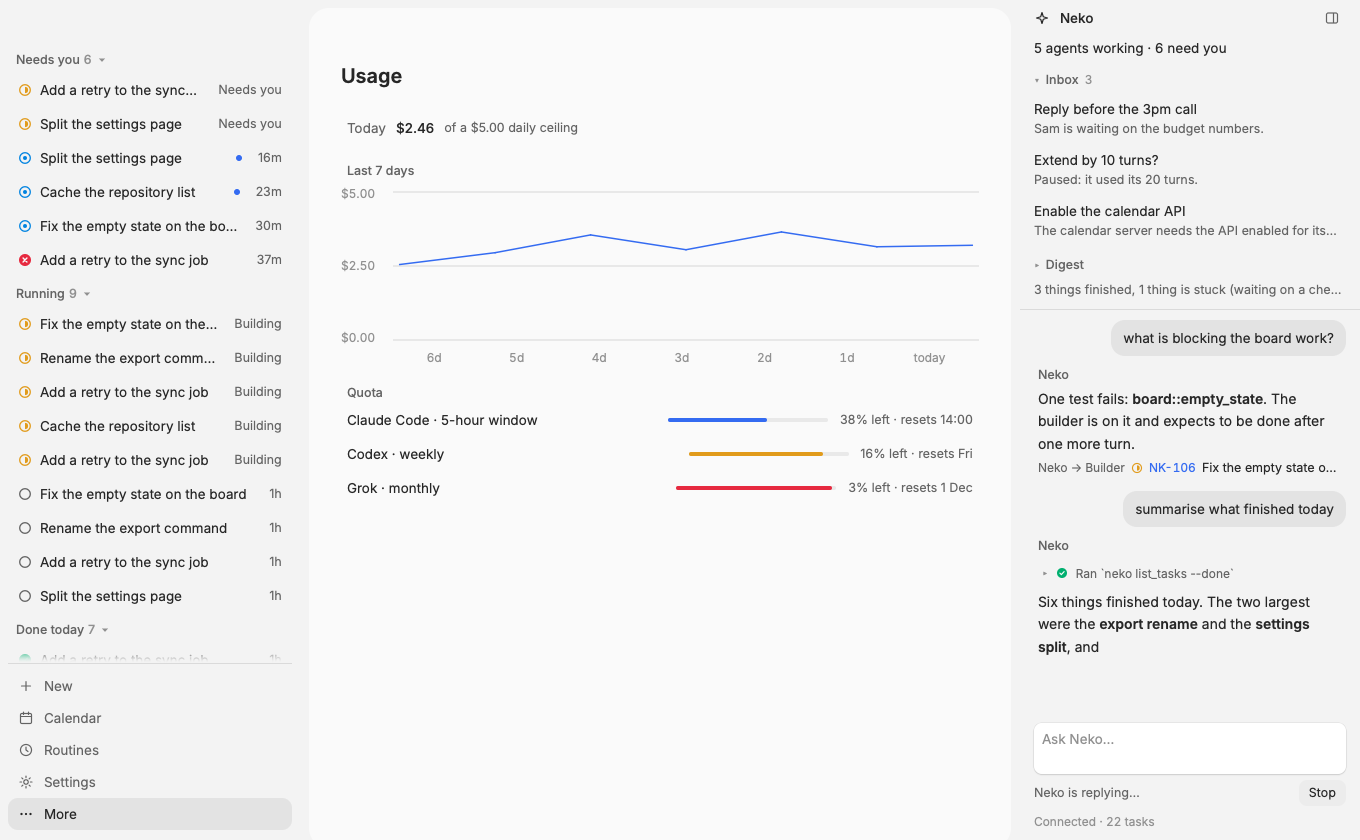 Needs you 6
Add a retry to the sync... Needs you
Split the settings page Needs you
Split the settings page 16m
Cache the repository list 23m
Fix the empty state on the bo... 30m
Add a retry to the sync job 37m
Running 9
Fix the empty state on the... Building
Rename the export comm... Building
Add a retry to the sync job Building
Cache the repository list Building
Add a retry to the sync job Building
Fix the empty state on the board 1h
Rename the export command 1h
Add a retry to the sync job 1h
Split the settings page 1h
Done today 7
Add a retry to the sync job 1h
New
Calendar
Routines
Settings
More
Usage
Today $2.46 of a $5.00 daily ceiling
Last 7 days
$5.00
$2.50
$0.00
6d 5d 4d 3d 2d 1d today
Quota
Claude Code · 5-hour window 38% left · resets 14:00
Codex · weekly 16% left · resets Fri
Grok · monthly 3% left · resets 1 Dec
Neko
5 agents working · 6 need you
Inbox 3
Reply before the 3pm call
Sam is waiting on the budget numbers.
Extend by 10 turns?
Paused: it used its 20 turns.
Enable the calendar API
The calendar server needs the API enabled for its...
Digest
3 things finished, 1 thing is stuck (waiting on a che...
what is blocking the board work?
Neko
One test fails: board::empty_state. The
builder is on it and expects to be done after
one more turn.
Neko → Builder NK-106 Fix the empty state o...
summarise what finished today
Neko
Ran `neko list_tasks --done`
Six things finished today. The two largest
were the export rename and the settings
split, and
Ask Neko...
Neko is replying... Stop
Connected · 22 tasks